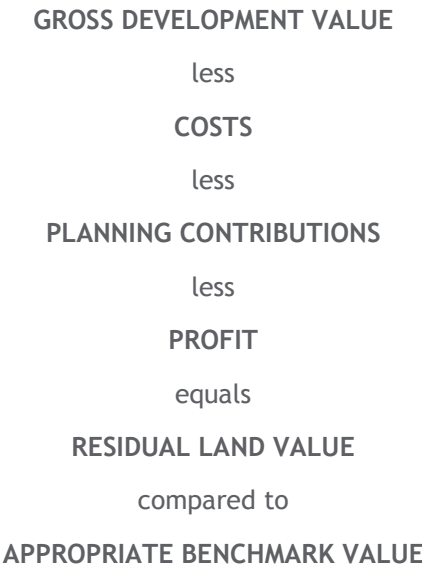 GROSS DEVELOPMENT VALUE
less
COSTS
less
PLANNING CONTRIBUTIONS
less
PROFIT
equals
RESIDUAL LAND VALUE
compared to
APPROPRIATE BENCHMARK VALUE